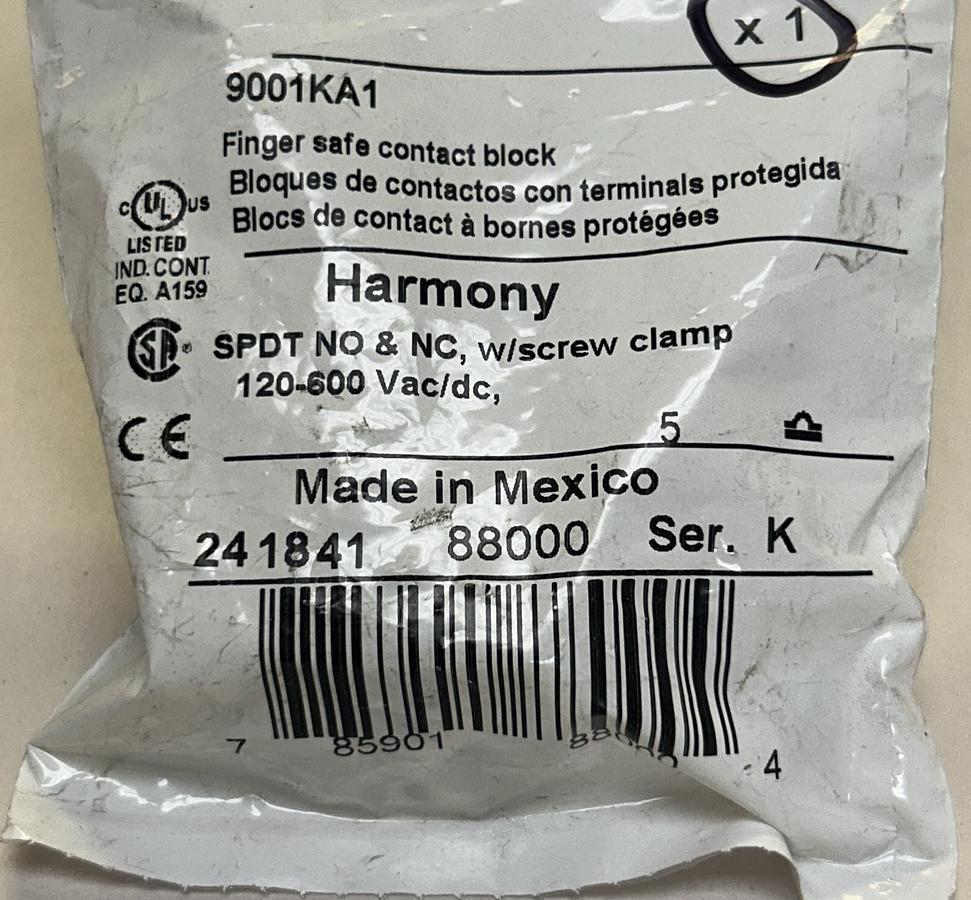 x 1
9001KA1
Finger safe contact block
Bloques de contactos con terminals protegida
Blocs de contact à bornes protégées
c UL US
LISTED
IND. CONT.
EQ. A159
Harmony
SA ®
SPDT NO & NC, w/screw clamp
120-600 Vac/dc,
CE
5
Made in Mexico
241841 88000 Ser. K
7 85901 88000 4